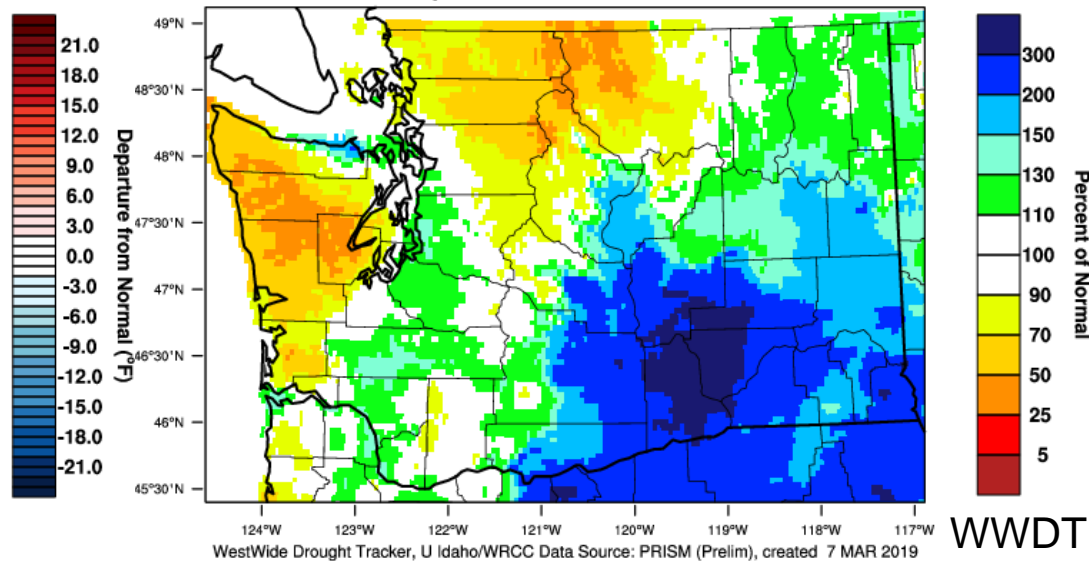 21.0
18.0
15.0
12.0
9.0
6.0
3.0
0.0
-3.0
-6.0
-9.0
-12.0
-15.0
-18.0
-21.0
Departure from Normal (°F)
49°N
48°30'N
48°N
47°30'N
47°N
46°30'N
46°N
45°30'N
124°W 123°W 122°W 121°W 120°W 119°W 118°W 117°W
WestWide Drought Tracker, U Idaho/WRCC Data Source: PRISM (Prelim), created 7 MAR 2019
300
200
150
130
110
100
90
70
50
25
5
Percent of Normal
WWDT